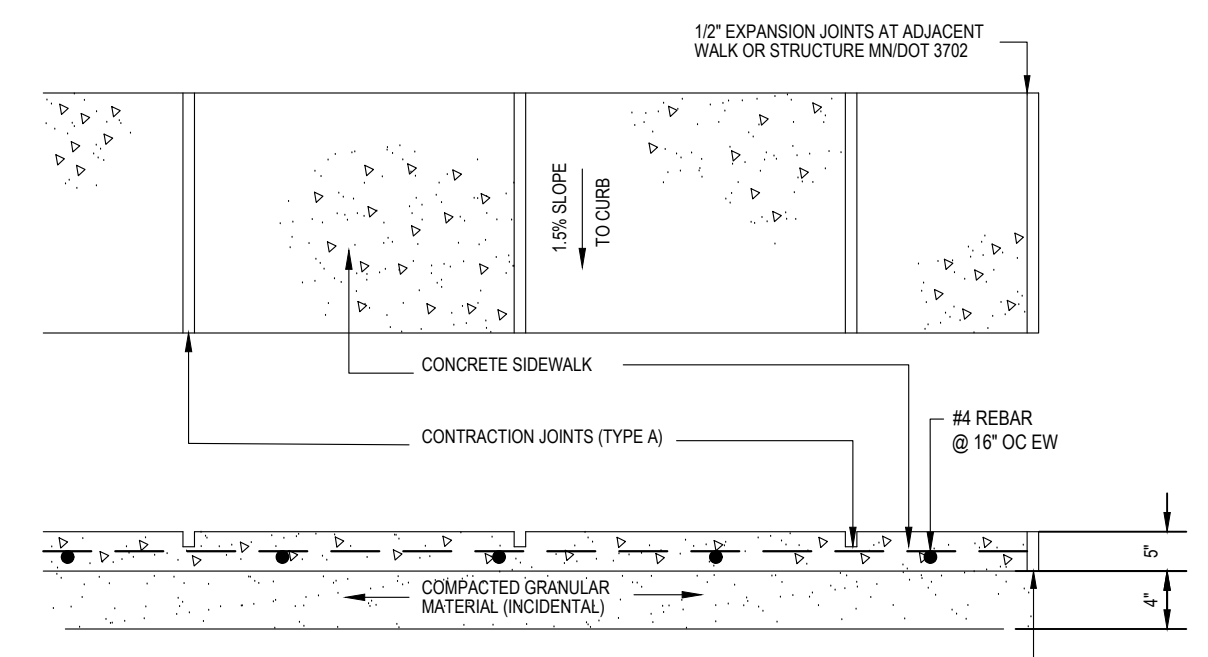 1/2" EXPANSION JOINTS AT ADJACENT
WALK OR STRUCTURE MN/DOT 3702
1.5% SLOPE
TO CURB
CONCRETE SIDEWALK
CONTRACTION JOINTS (TYPE A)
#4 REBAR
@ 16" OC EW
5"
COMPACTED GRANULAR
MATERIAL (INCIDENTAL)
4"